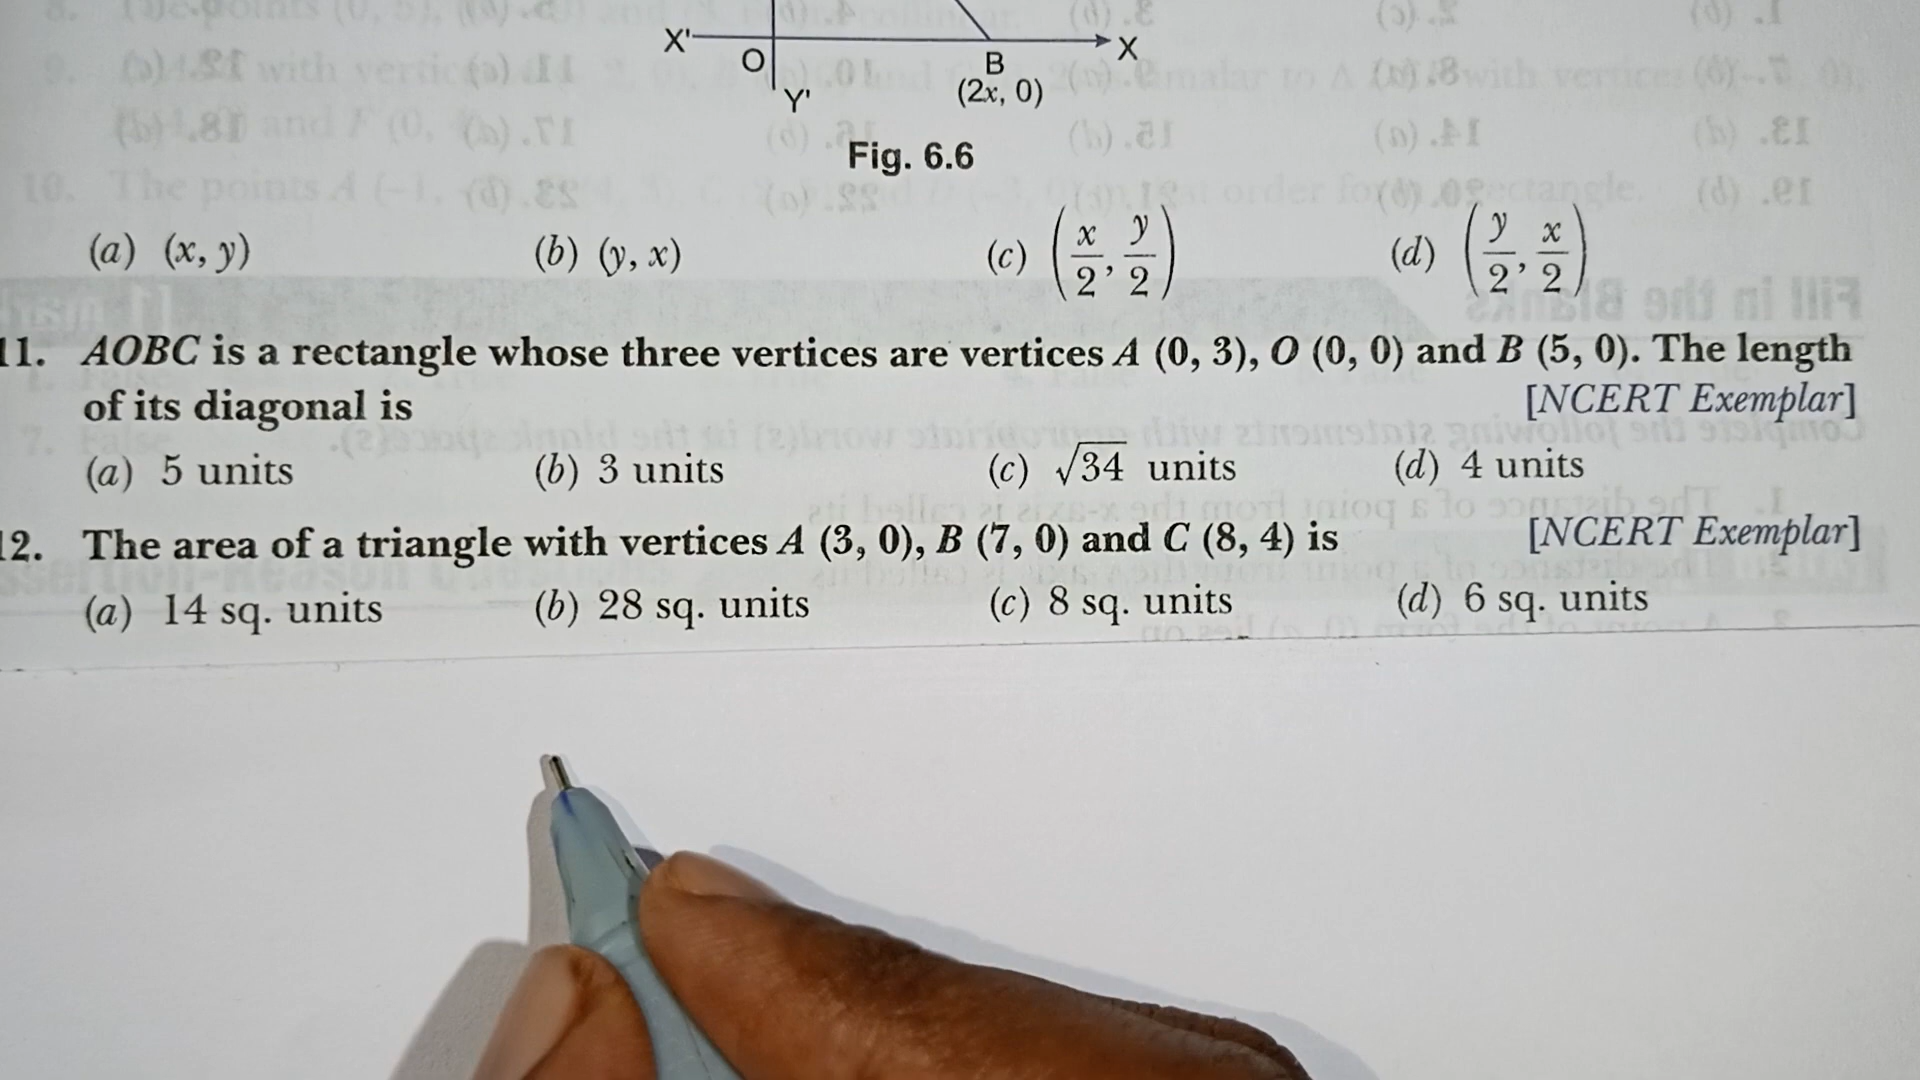 X' O B X
Y' (2x, 0)
Fig. 6.6
(a) (x, y) (b) (y, x) (c) (x/2, y/2) (d) (y/2, x/2)
11. AOBC is a rectangle whose three vertices are vertices A (0, 3), O (0, 0) and B (5, 0). The length
of its diagonal is [NCERT Exemplar]
(a) 5 units (b) 3 units (c) √34 units (d) 4 units
12. The area of a triangle with vertices A (3, 0), B (7, 0) and C (8, 4) is [NCERT Exemplar]
(a) 14 sq. units (b) 28 sq. units (c) 8 sq. units (d) 6 sq. units